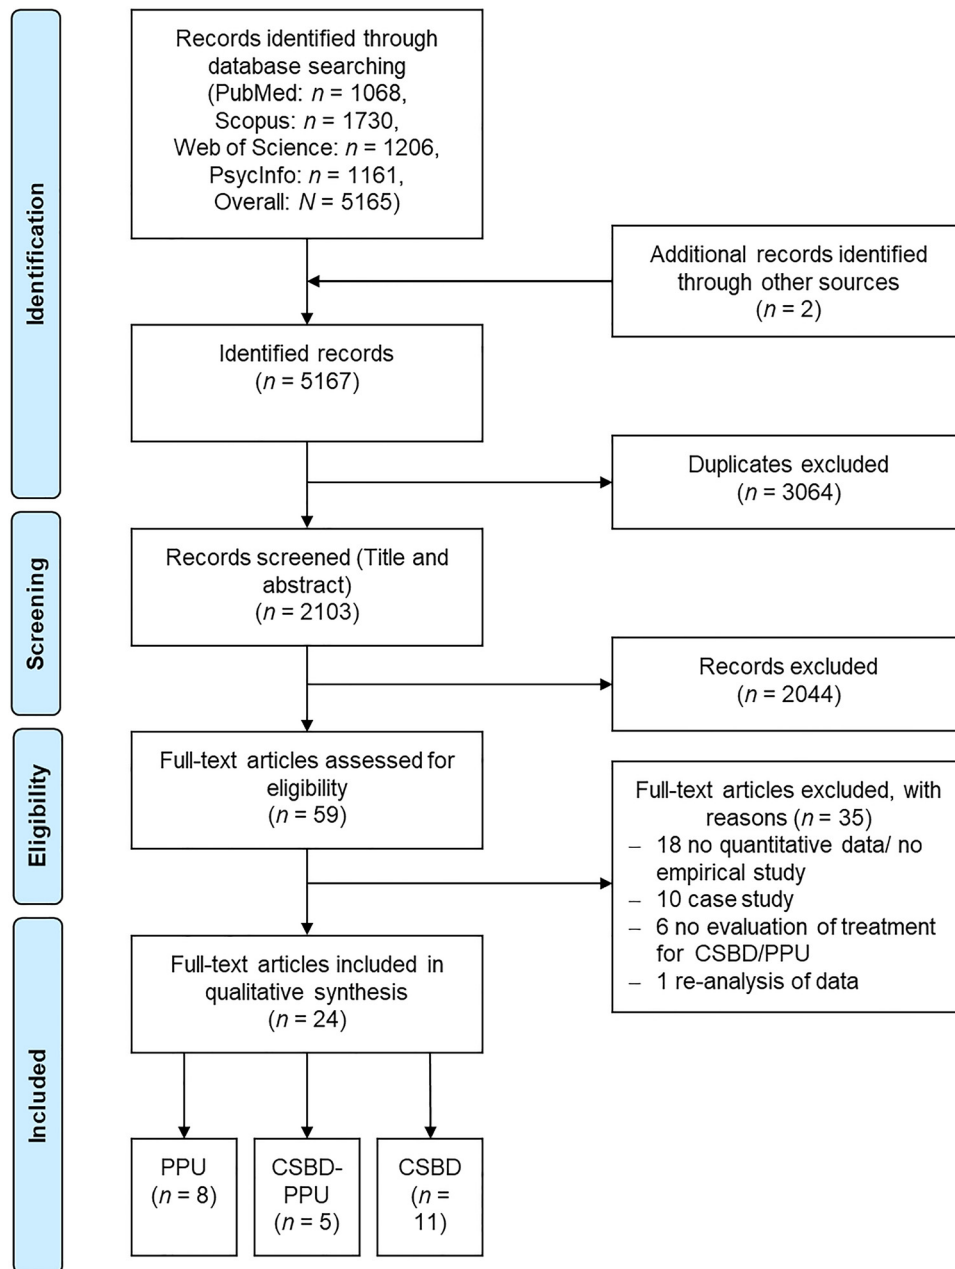 Identification
Records identified through
database searching
(PubMed: n = 1068,
Scopus: n = 1730,
Web of Science: n = 1206,
PsycInfo: n = 1161,
Overall: N = 5165)
Additional records identified
through other sources
(n = 2)
Identified records
(n = 5167)
Duplicates excluded
(n = 3064)
Screening
Records screened (Title and
abstract)
(n = 2103)
Records excluded
(n = 2044)
Eligibility
Full-text articles assessed for
eligibility
(n = 59)
Full-text articles excluded, with
reasons (n = 35)
– 18 no quantitative data/ no
empirical study
– 10 case study
– 6 no evaluation of treatment
for CSBD/PPU
– 1 re-analysis of data
Included
Full-text articles included in
qualitative synthesis
(n = 24)
PPU
(n = 8)
CSBD-
PPU
(n = 5)
CSBD
(n =
11)